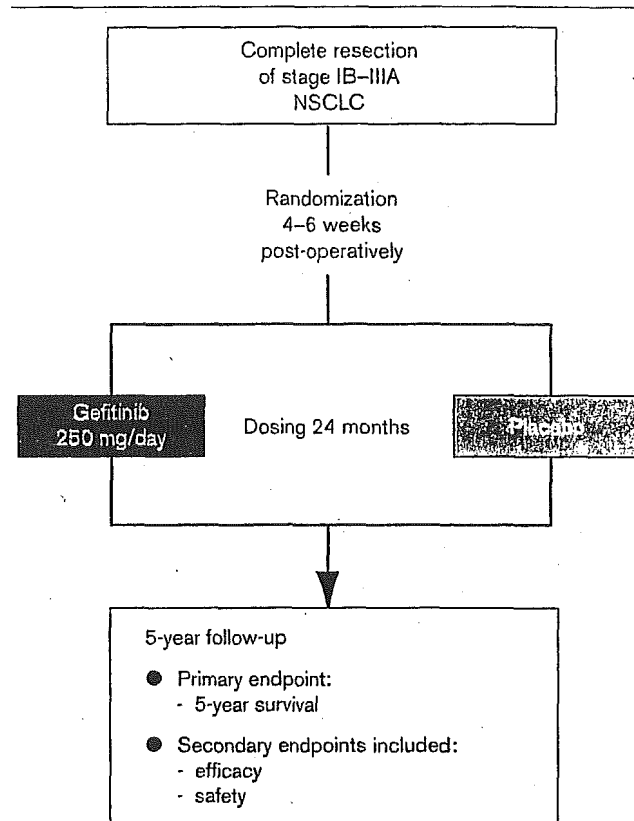 Complete resection
of stage IB–IIIA
NSCLC
Randomization
4–6 weeks
post-operatively
Gefitinib
250 mg/day
Dosing 24 months
Placebo
5-year follow-up
● Primary endpoint:
- 5-year survival
● Secondary endpoints included:
- efficacy
- safety